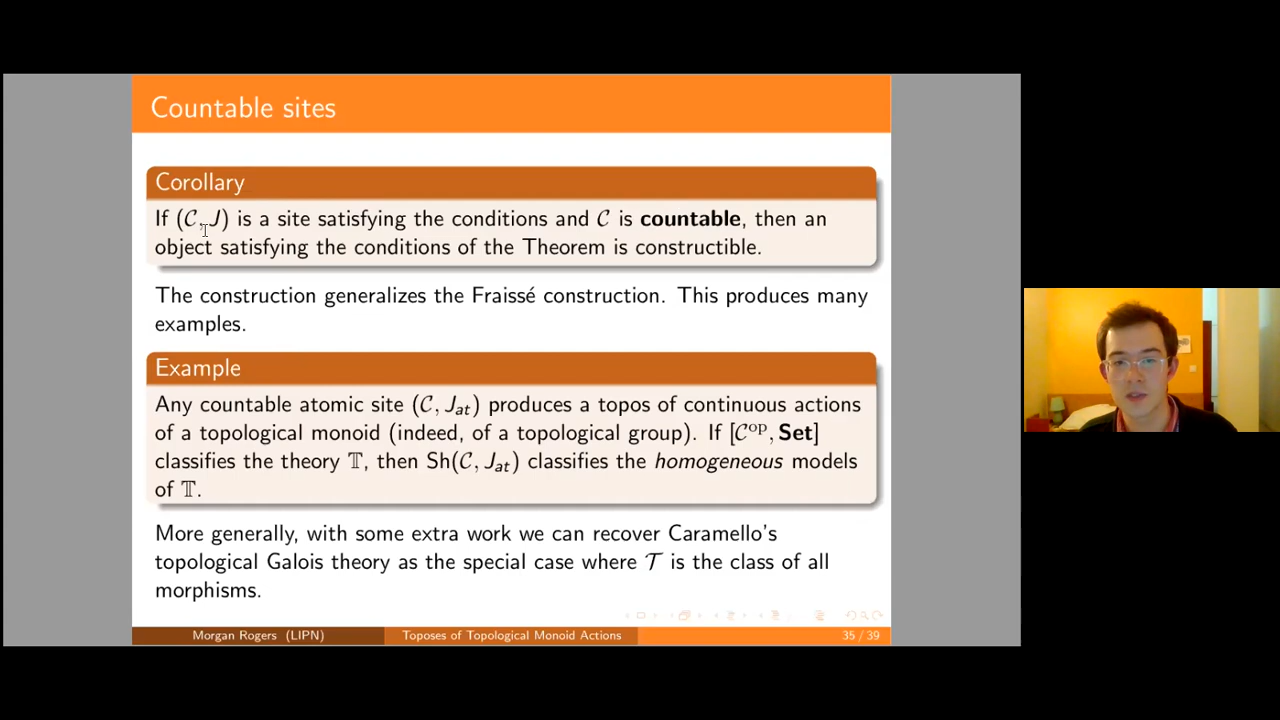 Countable sites
Corollary
If (𝒞, J) is a site satisfying the conditions and 𝒞 is countable, then an
object satisfying the conditions of the Theorem is constructible.
The construction generalizes the Fraissé construction. This produces many
examples.
Example
Any countable atomic site (𝒞, J_at) produces a topos of continuous actions
of a topological monoid (indeed, of a topological group). If [𝒞^op, Set]
classifies the theory 𝕋, then Sh(𝒞, J_at) classifies the homogeneous models
of 𝕋.
More generally, with some extra work we can recover Caramello's
topological Galois theory as the special case where 𝒯 is the class of all
morphisms.
Morgan Rogers (LIPN) Toposes of Topological Monoid Actions 35 / 39